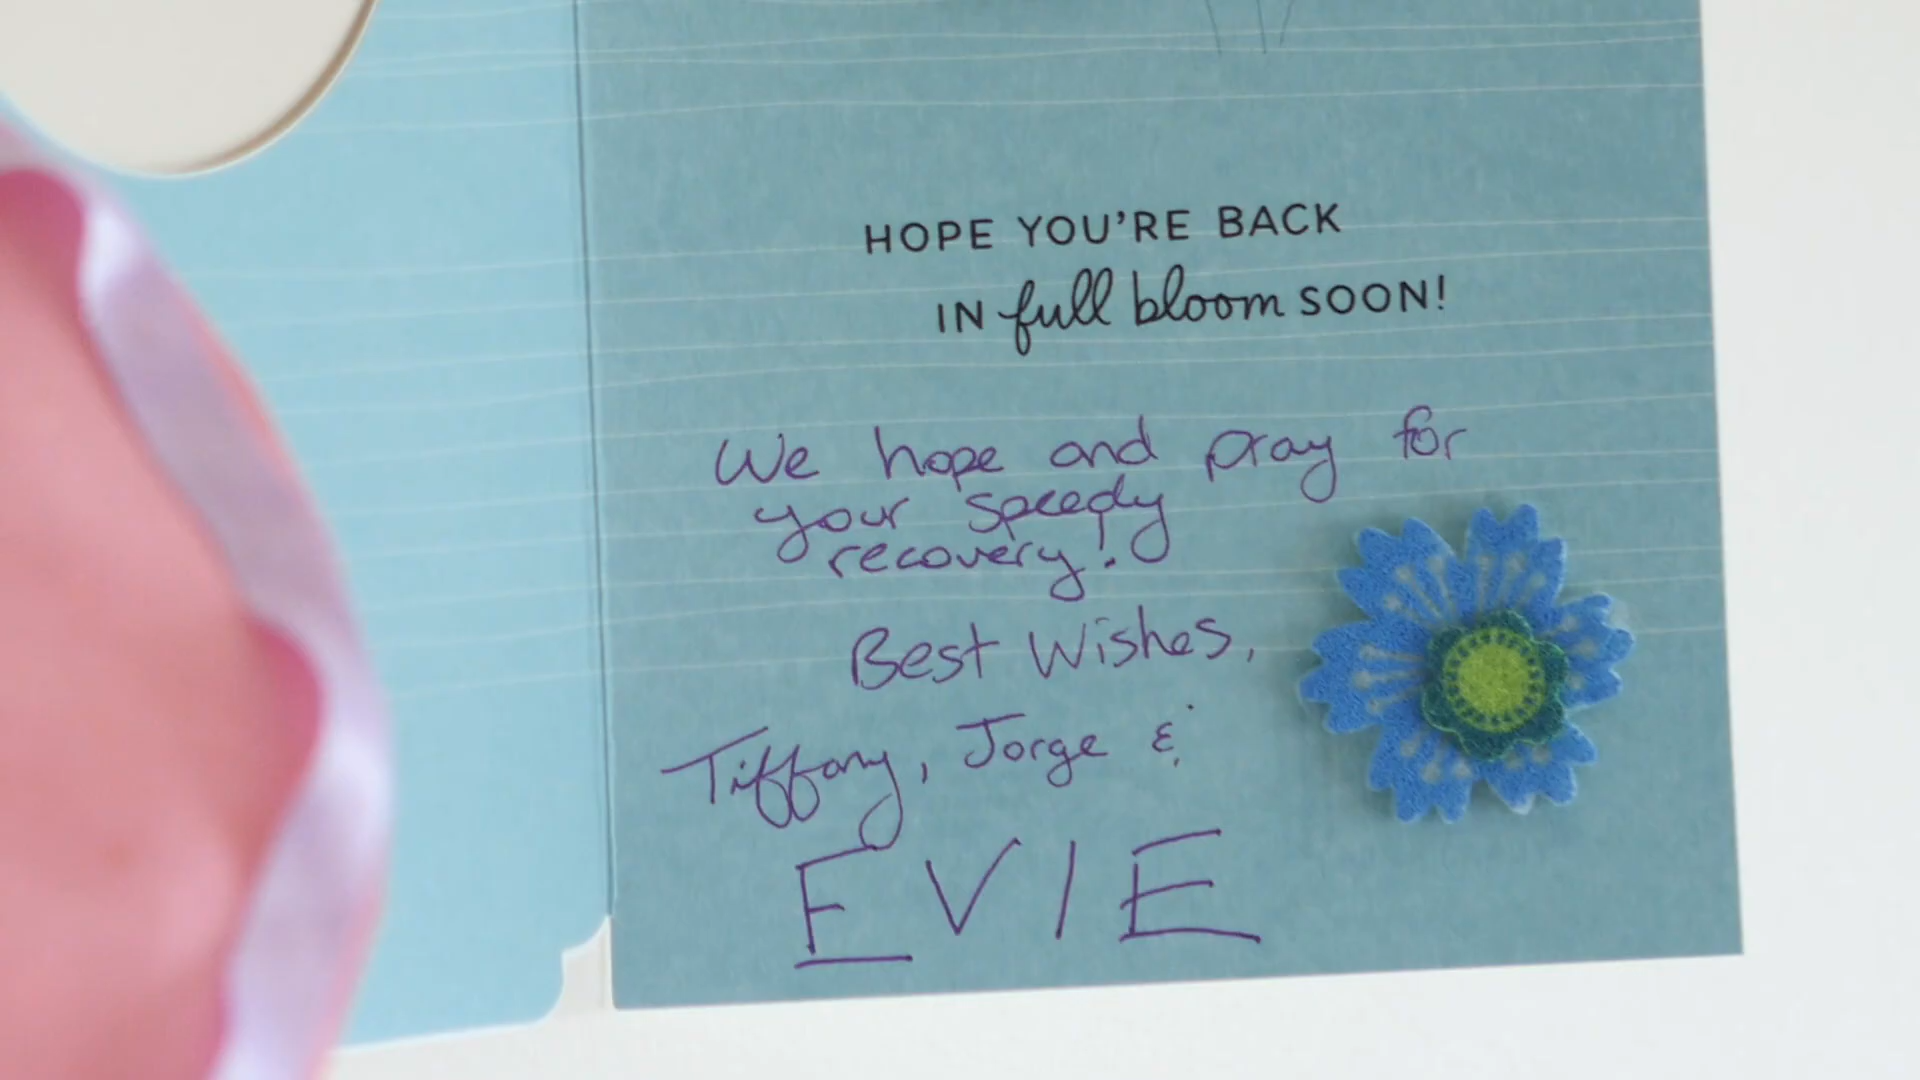 HOPE YOU'RE BACK
IN full bloom SOON!
We hope and pray for
your speedy
recovery!
Best Wishes,
Tiffany, Jorge &
EVIE